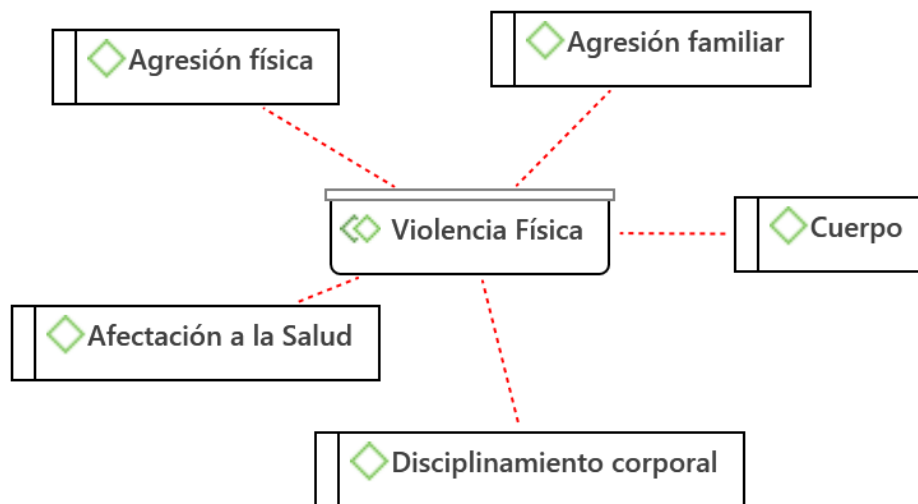 Agresión física
Agresión familiar
Violencia Física
Cuerpo
Afectación a la Salud
Disciplinamiento corporal